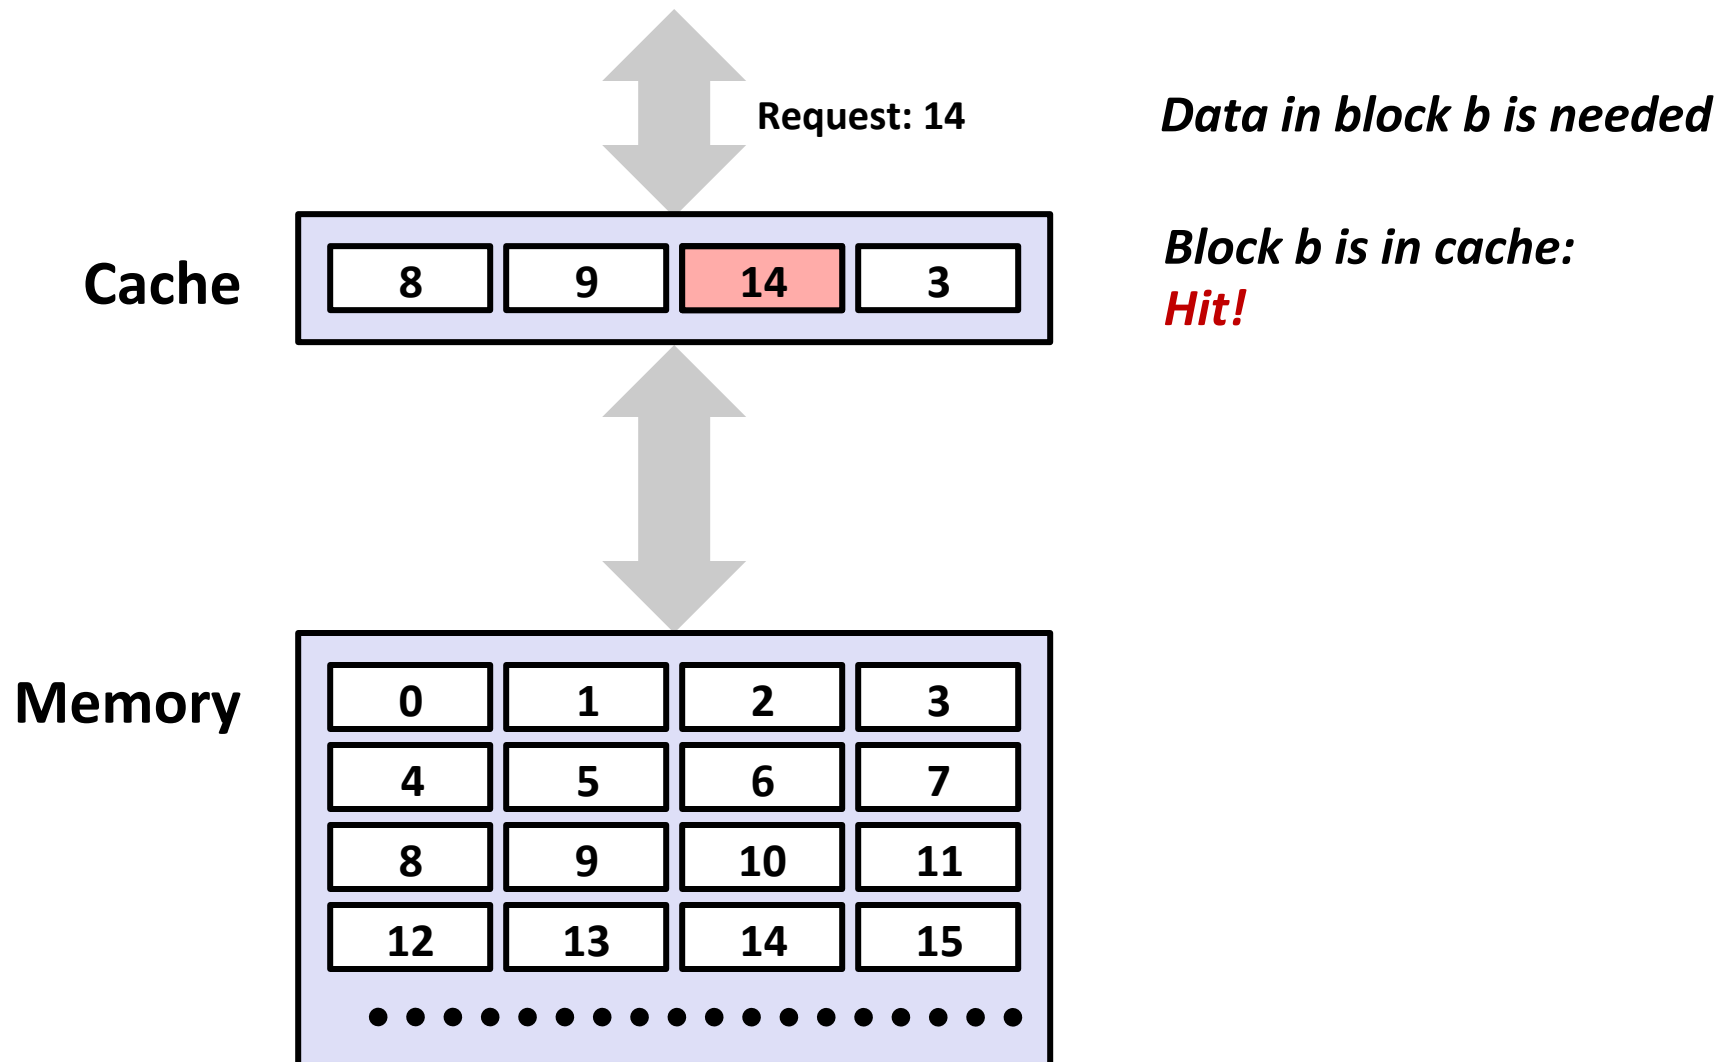 Request: 14
Data in block b is needed
Cache
8 9 14 3
Block b is in cache:
Hit!
Memory
0 1 2 3
4 5 6 7
8 9 10 11
12 13 14 15